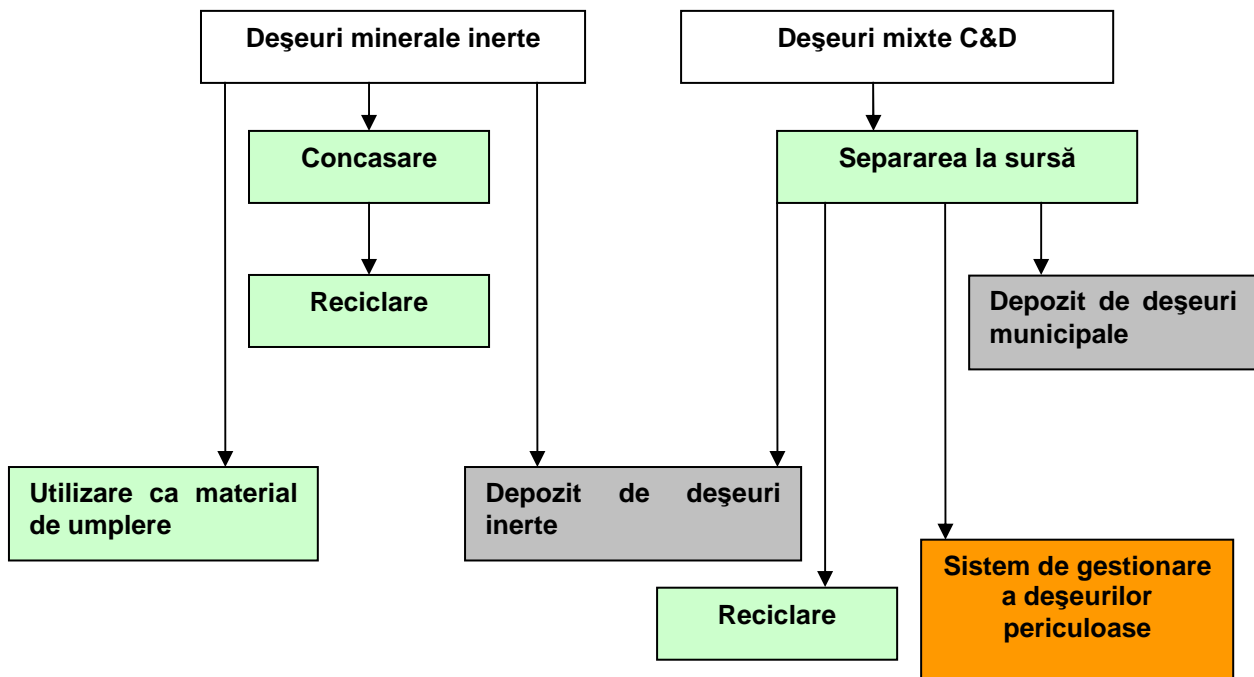 Deşeuri minerale inerte
Deşeuri mixte C&D
Concasare
Separarea la sursă
Reciclare
Depozit de deşeuri
municipale
Utilizare ca material
de umplere
Depozit de deşeuri
inerte
Reciclare
Sistem de gestionare
a deşeurilor
periculoase